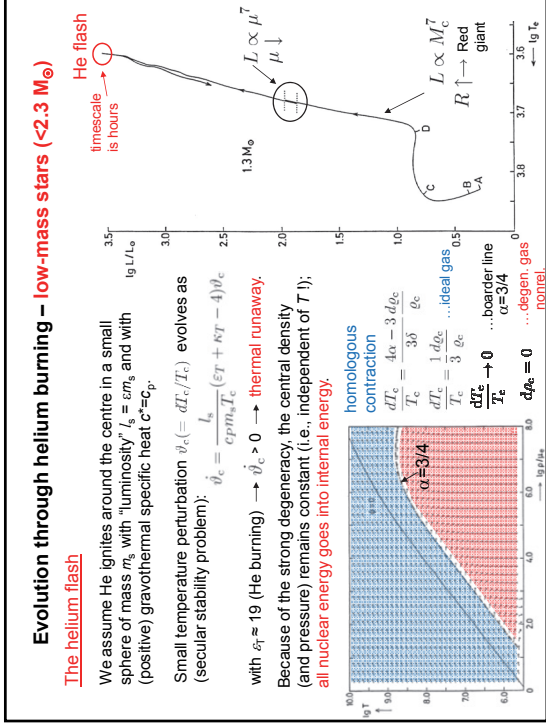 Evolution through helium burning – low-mass stars (<2.3 M⊙)
The helium flash
We assume He ignites around the centre in a small
sphere of mass mₛ with "luminosity" lₛ = εmₛ and with
(positive) gravothermal specific heat c*=cₚ.
Small temperature perturbation ϑc(= dTc/Tc) evolves as
(secular stability problem): ϑ̇c = lₛ/(cPmₛTc) (εT + κT − 4)ϑc
with εT ≈ 19 (He burning) → ϑ̇c > 0 → thermal runaway.
Because of the strong degeneracy, the central density
(and pressure) remains constant (i.e., independent of T !);
all nuclear energy goes into internal energy.
lg T
10.0
9.0
8.0
7.0
6.0
0
2.0
4.0
6.0
8.0
lg ρ/μe
α=3/4
homologous
contraction
dTc/Tc = (4α − 3)/(3δ) dϱc/ϱc
dTc/Tc = 1/3 dϱc/ϱc …ideal gas
dTc/Tc → 0 …boarder line
α=3/4
dρc = 0 …degen. gas
nonrel.
He flash
timescale
is hours
lg L/L⊙
3.5
3.0
2.5
2.0
1.5
1.0
0.5
0
1.3 M⊙
L ∝ μ⁷
μ ↓
L ∝ Mc⁷
R ↑ → Red
giant
A
B
C
D
3.8
3.7
3.6
lg Te